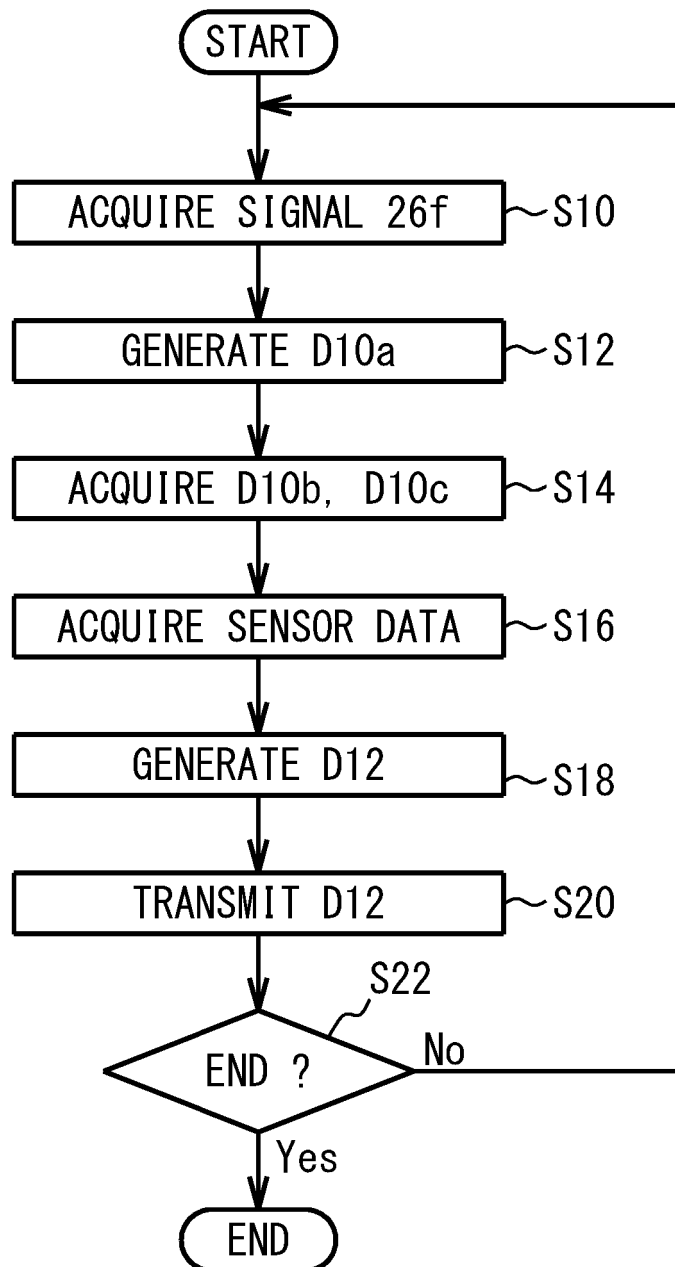 START
ACQUIRE SIGNAL 26f
S10
GENERATE D10a
S12
ACQUIRE D10b, D10c
S14
ACQUIRE SENSOR DATA
S16
GENERATE D12
S18
TRANSMIT D12
S20
S22
END ?
No
Yes
END